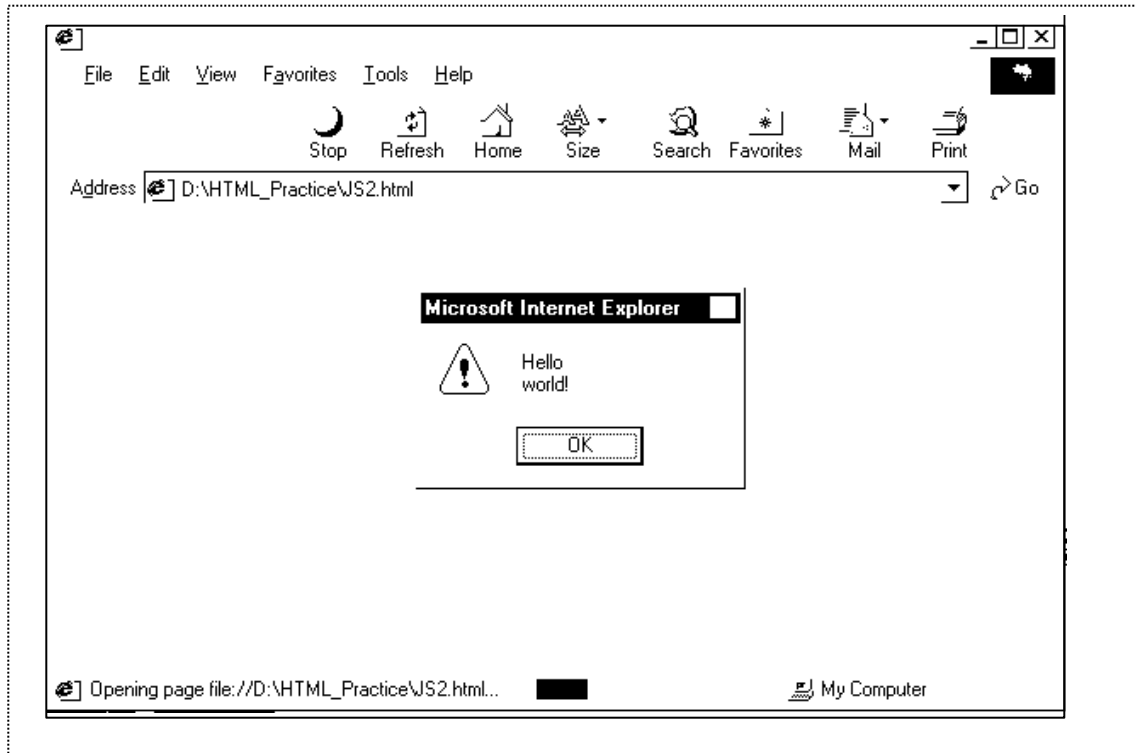 File Edit View Favorites Tools Help
Stop Refresh Home Size Search Favorites Mail Print
Address D:\HTML_Practice\JS2.html Go
Microsoft Internet Explorer
Hello
world!
OK
Opening page file://D:\HTML_Practice\JS2.html... My Computer